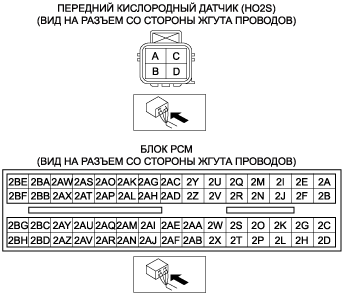 ПЕРЕДНИЙ КИСЛОРОДНЫЙ ДАТЧИК (HO2S)
(ВИД НА РАЗЪЕМ СО СТОРОНЫ ЖГУТА ПРОВОДОВ)
A C
B D
БЛОК PCM
(ВИД НА РАЗЪЕМ СО СТОРОНЫ ЖГУТА ПРОВОДОВ)
2BE 2BA 2AW 2AS 2AO 2AK 2AG 2AC 2Y 2U 2Q 2M 2I 2E 2A
2BF 2BB 2AX 2AT 2AP 2AL 2AH 2AD 2Z 2V 2R 2N 2J 2F 2B
2BG 2BC 2AY 2AU 2AQ 2AM 2AI 2AE 2AA 2W 2S 2O 2K 2G 2C
2BH 2BD 2AZ 2AV 2AR 2AN 2AJ 2AF 2AB 2X 2T 2P 2L 2H 2D